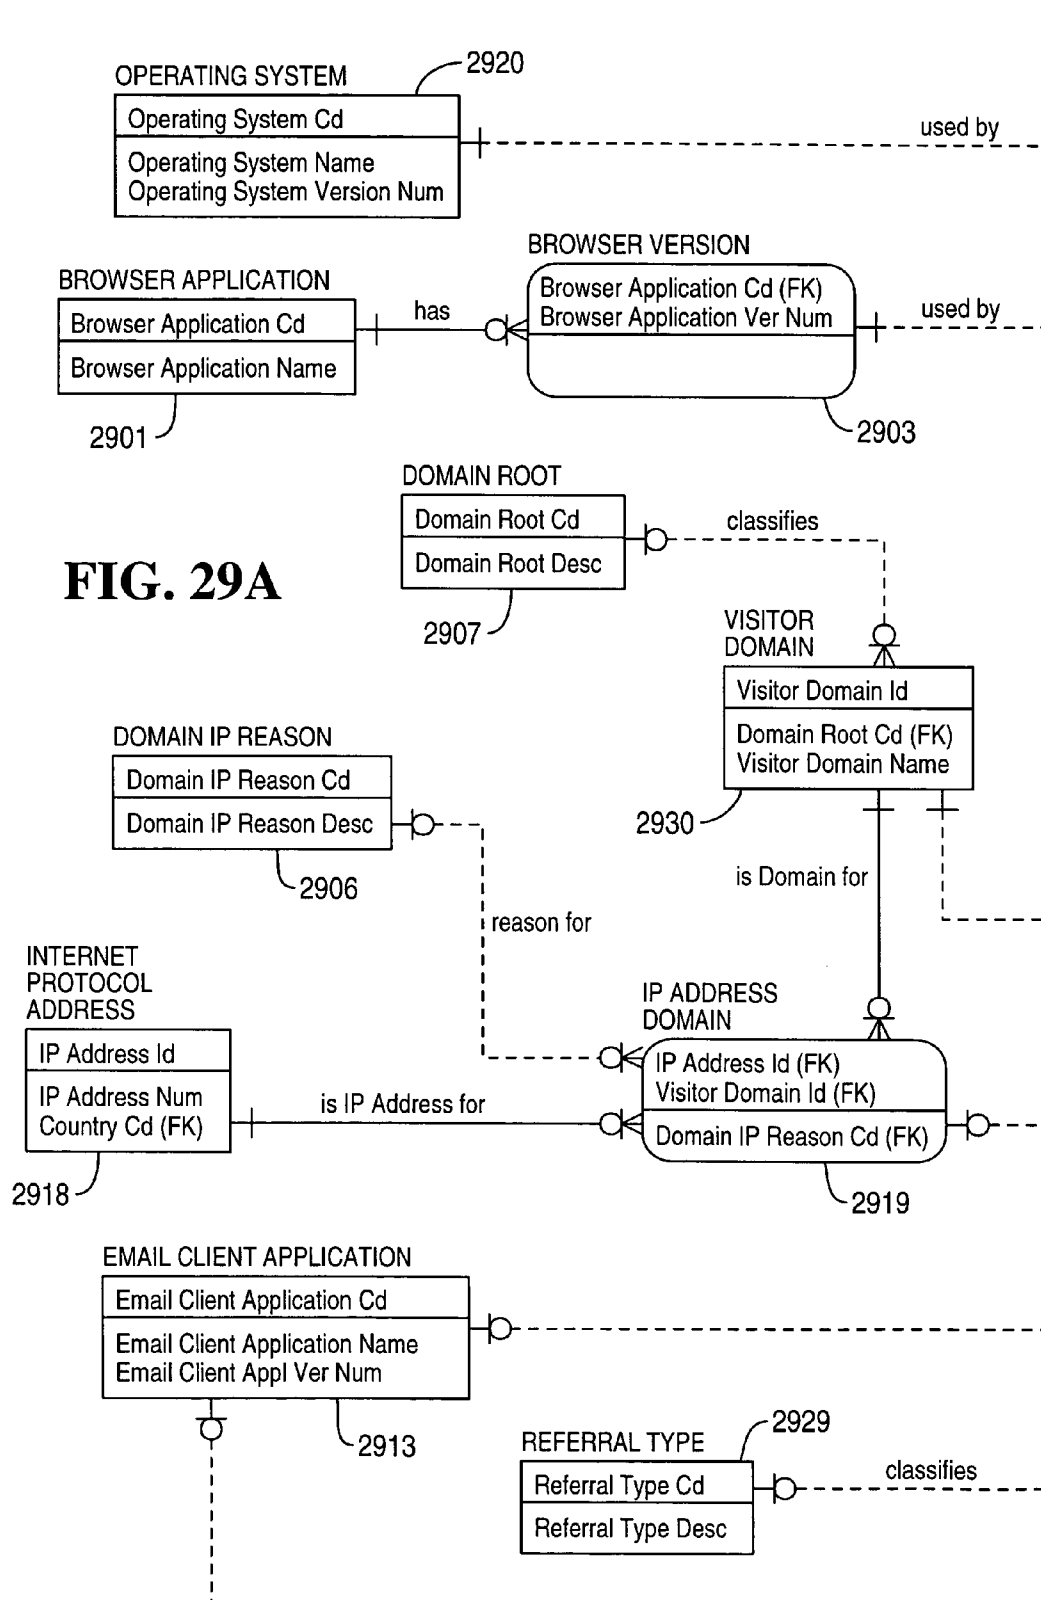 2920
OPERATING SYSTEM
Operating System Cd
Operating System Name
Operating System Version Num
used by
BROWSER VERSION
Browser Application Cd (FK)
Browser Application Ver Num
used by
2903
BROWSER APPLICATION
Browser Application Cd
Browser Application Name
has
2901
DOMAIN ROOT
Domain Root Cd
Domain Root Desc
classifies
2907
FIG. 29A
VISITOR
DOMAIN
Visitor Domain Id
Domain Root Cd (FK)
Visitor Domain Name
2930
DOMAIN IP REASON
Domain IP Reason Cd
Domain IP Reason Desc
2906
is Domain for
reason for
INTERNET
PROTOCOL
ADDRESS
IP Address Id
IP Address Num
Country Cd (FK)
is IP Address for
2918
IP ADDRESS
DOMAIN
IP Address Id (FK)
Visitor Domain Id (FK)
Domain IP Reason Cd (FK)
2919
EMAIL CLIENT APPLICATION
Email Client Application Cd
Email Client Application Name
Email Client Appl Ver Num
2913
2929
REFERRAL TYPE
Referral Type Cd
Referral Type Desc
classifies